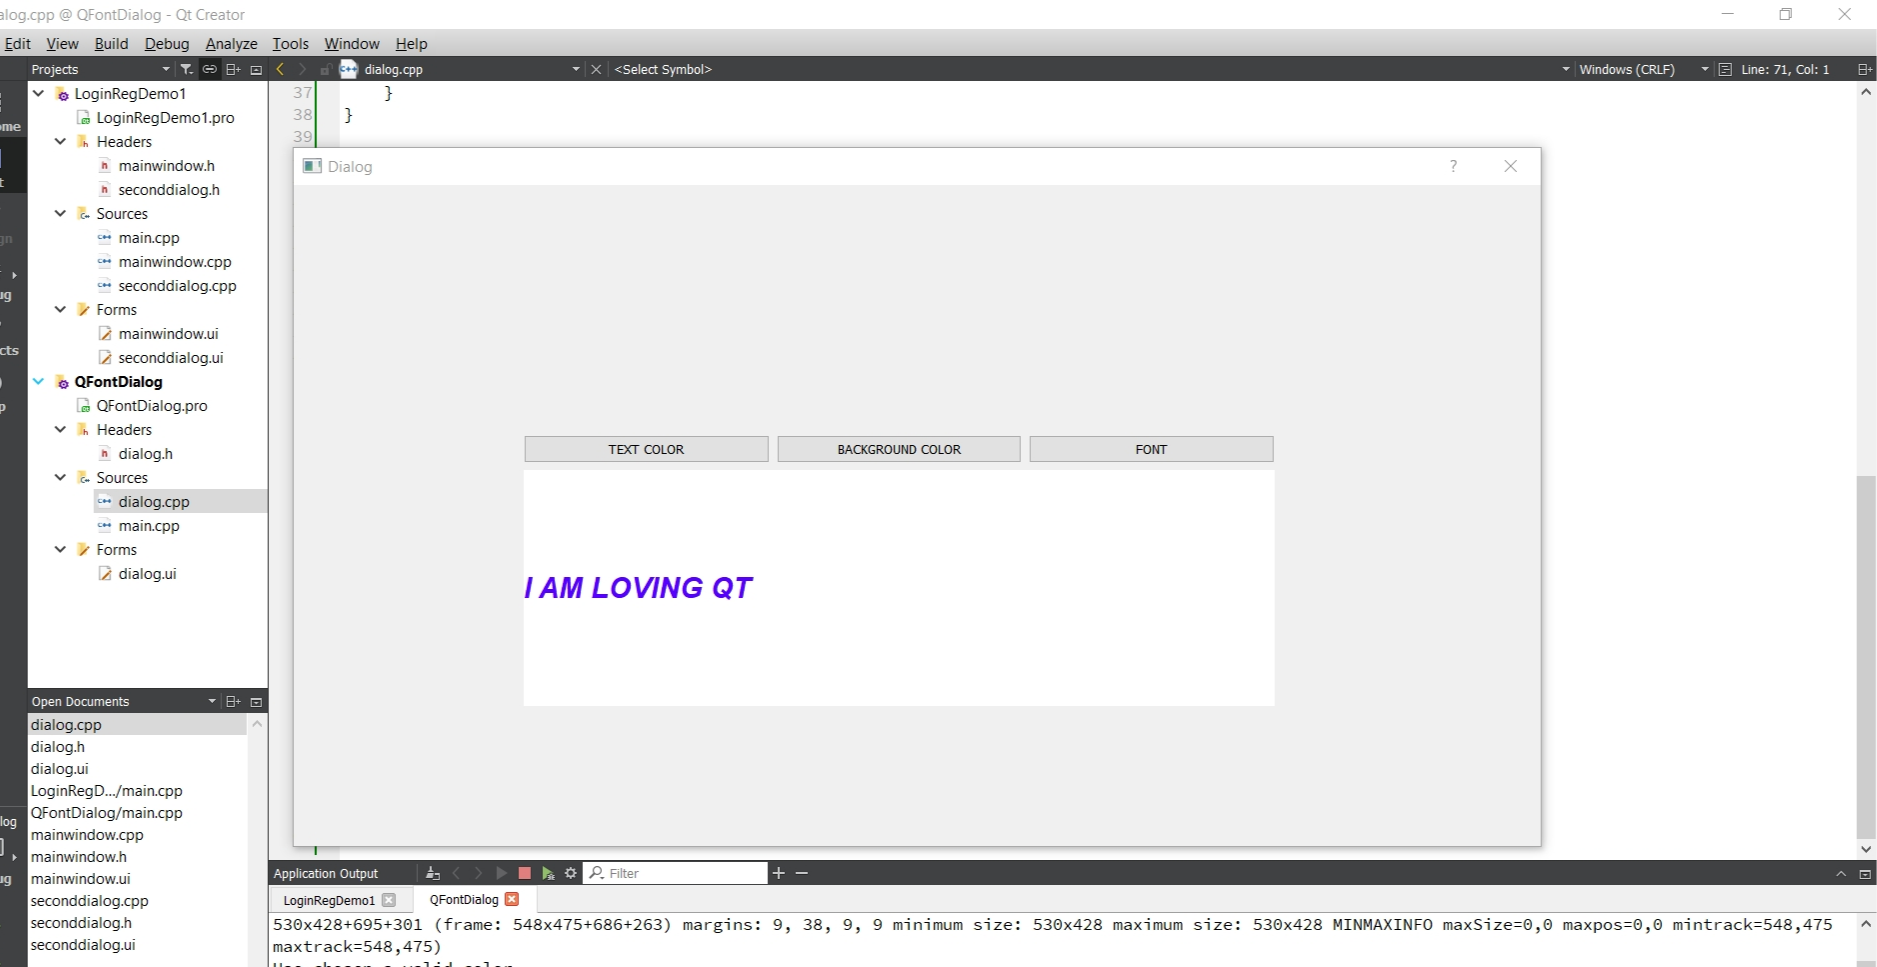 alog.cpp @ QFontDialog - Qt Creator
Edit View Build Debug Analyze Tools Window Help
Projects
dialog.cpp
<Select Symbol>
Windows (CRLF)
Line: 71, Col: 1
LoginRegDemo1
LoginRegDemo1.pro
Headers
mainwindow.h
seconddialog.h
Sources
main.cpp
mainwindow.cpp
seconddialog.cpp
Forms
mainwindow.ui
seconddialog.ui
QFontDialog
QFontDialog.pro
Headers
dialog.h
Sources
dialog.cpp
main.cpp
Forms
dialog.ui
37 }
38 }
39
Dialog
?
TEXT COLOR
BACKGROUND COLOR
FONT
I AM LOVING QT
Open Documents
dialog.cpp
dialog.h
dialog.ui
LoginRegD.../main.cpp
QFontDialog/main.cpp
mainwindow.cpp
mainwindow.h
mainwindow.ui
seconddialog.cpp
seconddialog.h
seconddialog.ui
Application Output
Filter
LoginRegDemo1
QFontDialog
530x428+695+301 (frame: 548x475+686+263) margins: 9, 38, 9, 9 minimum size: 530x428 maximum size: 530x428 MINMAXINFO maxSize=0,0 maxpos=0,0 mintrack=548,475
maxtrack=548,475)